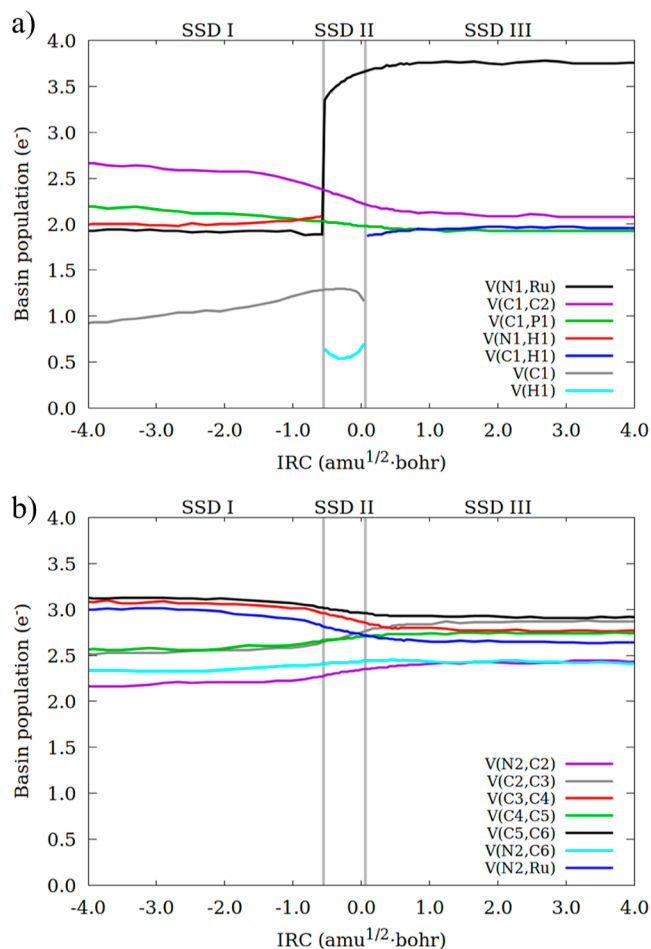 a)
SSD I SSD II SSD III
4.0
3.5
3.0
2.5
2.0
1.5
1.0
0.5
0.0
Basin population (e-)
V(N1,Ru)
V(C1,C2)
V(C1,P1)
V(N1,H1)
V(C1,H1)
V(C1)
V(H1)
-4.0 -3.0 -2.0 -1.0 0.0 1.0 2.0 3.0 4.0
IRC (amu1/2·bohr)
b)
SSD I SSD II SSD III
4.0
3.5
3.0
2.5
2.0
1.5
1.0
0.5
0.0
Basin population (e-)
V(N2,C2)
V(C2,C3)
V(C3,C4)
V(C4,C5)
V(C5,C6)
V(N2,C6)
V(N2,Ru)
-4.0 -3.0 -2.0 -1.0 0.0 1.0 2.0 3.0 4.0
IRC (amu1/2·bohr)